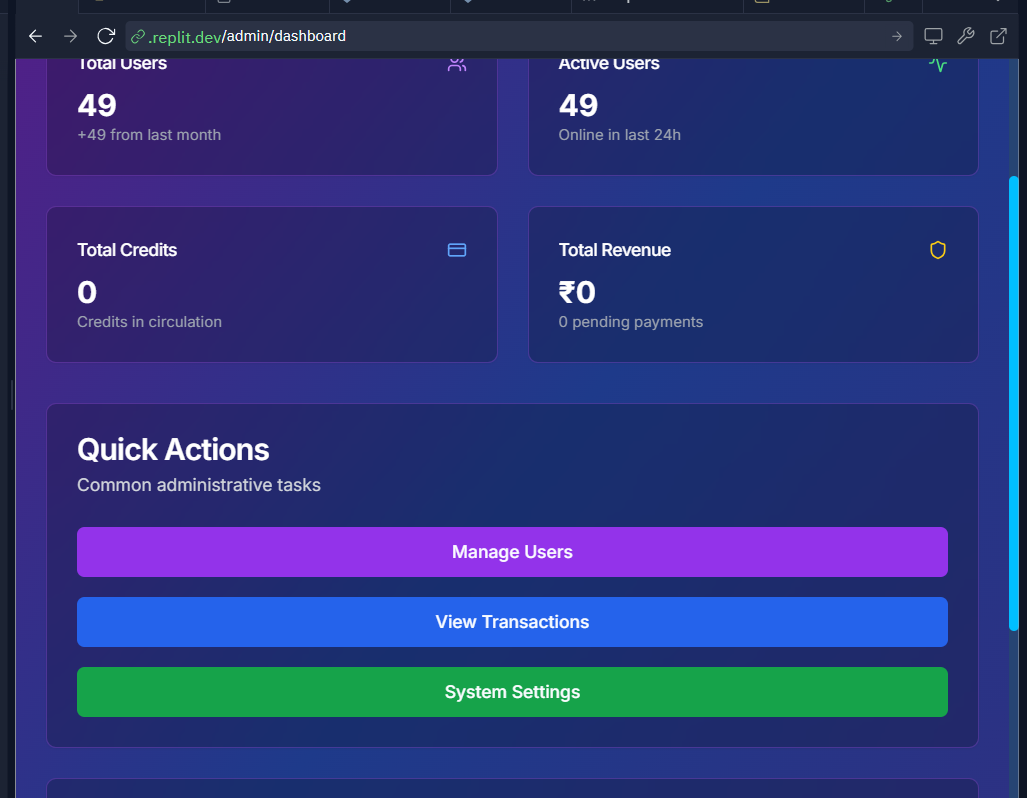 .replit.dev/admin/dashboard
Total Users
49
+49 from last month
Active Users
49
Online in last 24h
Total Credits
0
Credits in circulation
Total Revenue
₹0
0 pending payments
Quick Actions
Common administrative tasks
Manage Users
View Transactions
System Settings